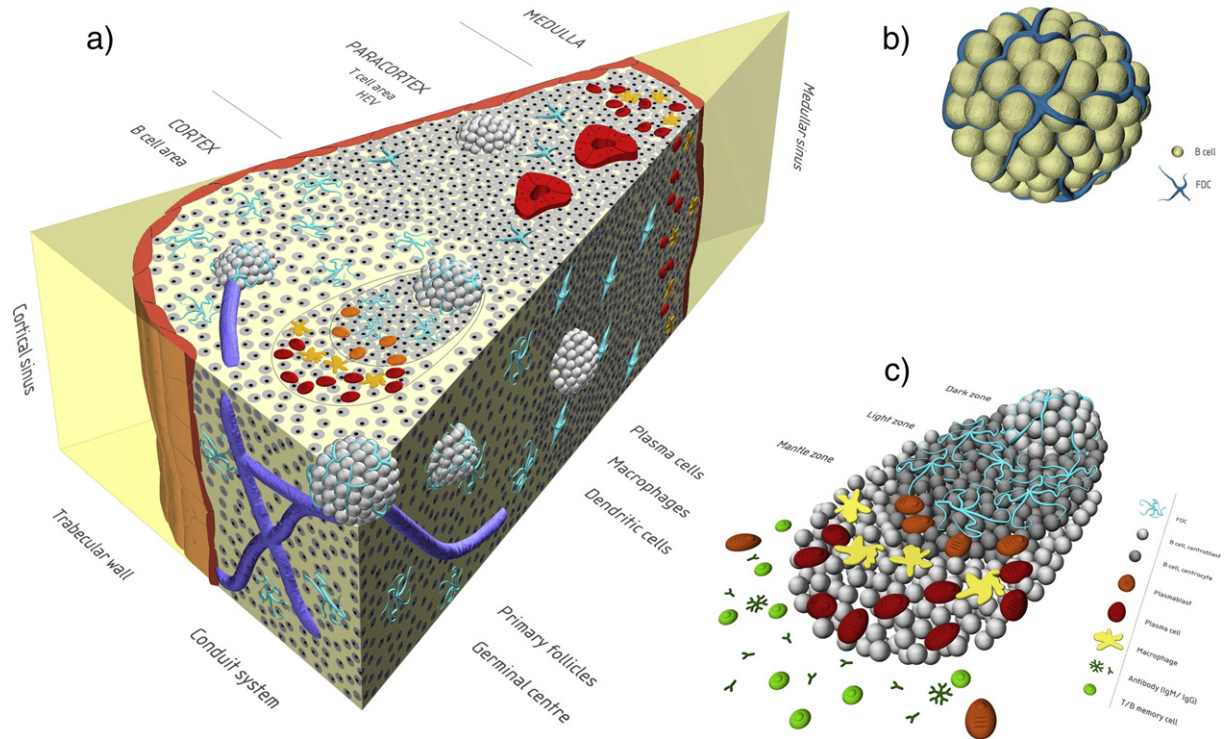 a)
MEDULLA
PARACORTEX
T cell area
HEV
CORTEX
B cell area
Medullar sinus
Cortical sinus
Trabecular wall
Conduit system
Plasma cells
Macrophages
Dendritic cells
Primary follicles
Germinal centre
b)
B cell
FDC
c)
Dark zone
Light zone
Mantle zone
FDC
B cell, centroblast
B cell, centrocyte
Plasmablast
Plasma cell
Macrophage
Antibody (IgM/ IgG)
T/B memory cell